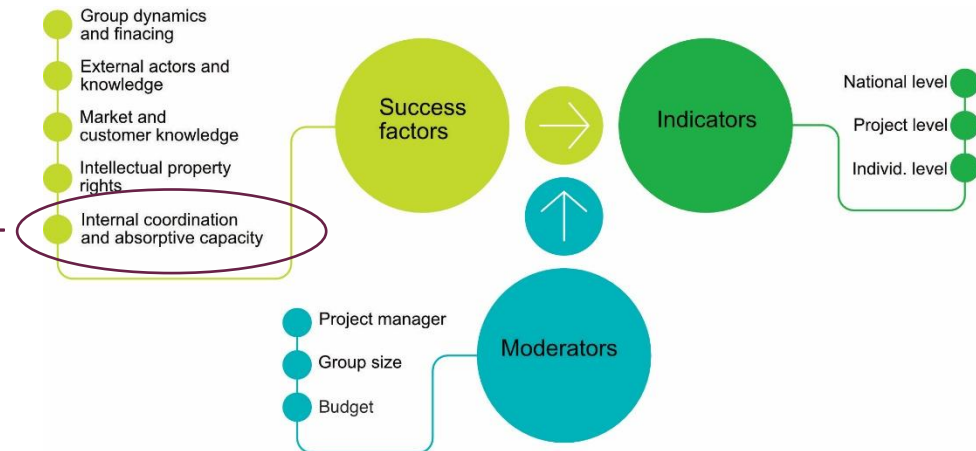 Group dynamics
and finacing
External actors and
knowledge
Market and
customer knowledge
Intellectual property
rights
Internal coordination
and absorptive capacity
Success
factors
Indicators
National level
Project level
Individ. level
Project manager
Group size
Budget
Moderators